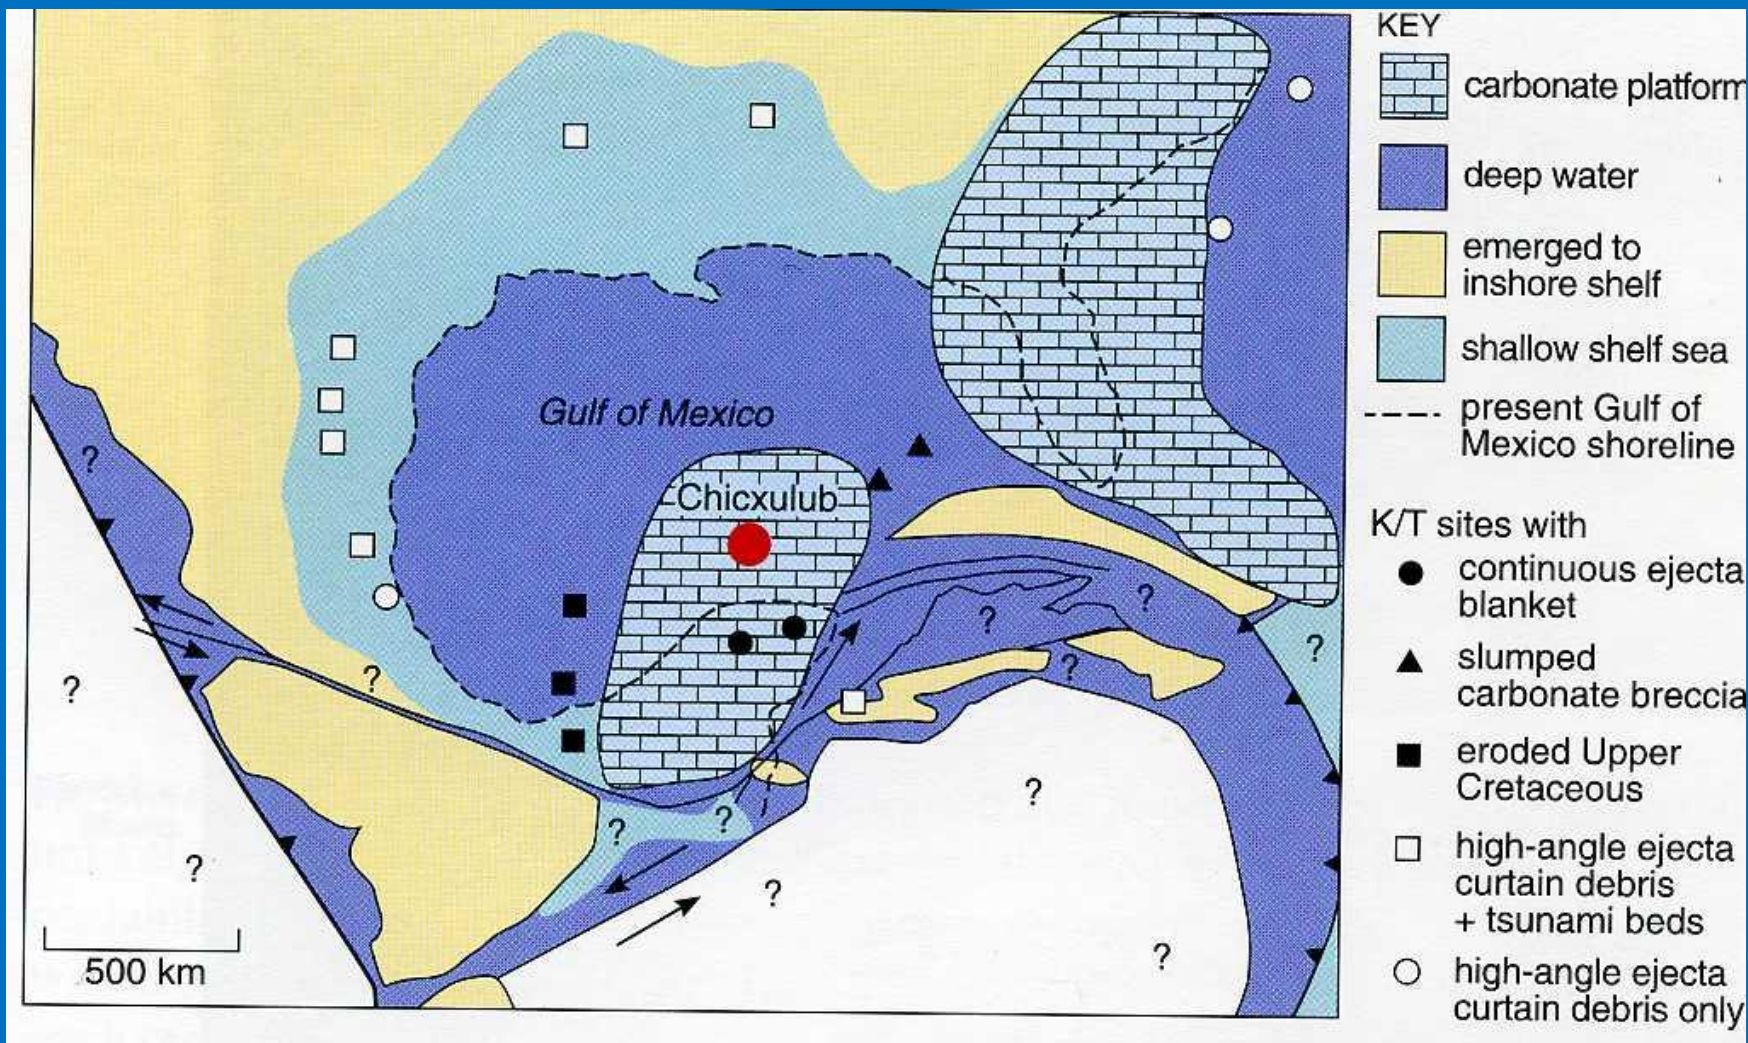 KEY
carbonate platform
deep water
emerged to
inshore shelf
shallow shelf sea
present Gulf of
Mexico shoreline
K/T sites with
continuous ejecta
blanket
slumped
carbonate breccia
eroded Upper
Cretaceous
high-angle ejecta
curtain debris
+ tsunami beds
high-angle ejecta
curtain debris only
Gulf of Mexico
Chicxulub
?
?
?
?
?
?
?
?
?
?
?
?
?
?
500 km